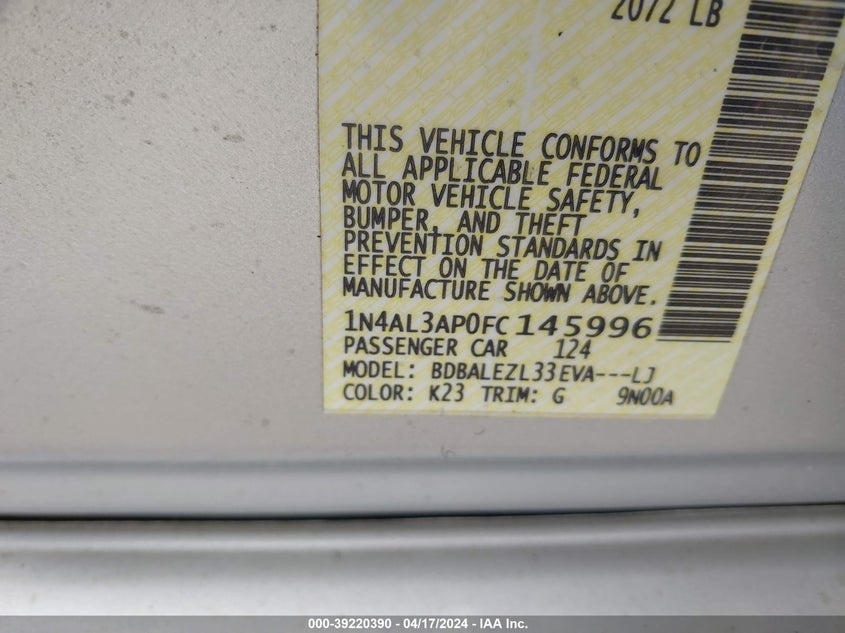 2072 LB
THIS VEHICLE CONFORMS TO
ALL APPLICABLE FEDERAL
MOTOR VEHICLE SAFETY,
BUMPER, AND THEFT
PREVENTION STANDARDS IN
EFFECT ON THE DATE OF
MANUFACTURE SHOWN ABOVE.
1N4AL3AP0FC145996
PASSENGER CAR 124
MODEL: BDBALEZL33EVA---LJ
COLOR: K23 TRIM: G 9N00A
000-39220390 - 04/17/2024 - IAA Inc.